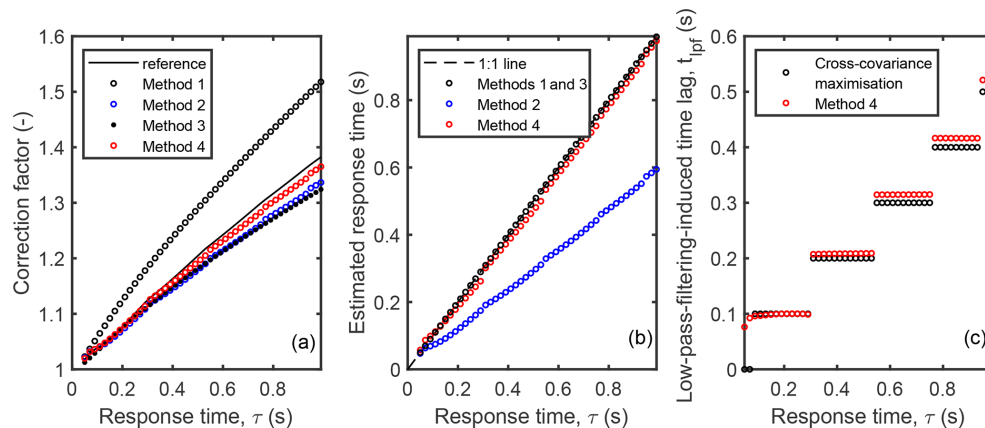 1.6
1.5
1.4
1.3
1.2
1.1
1
Correction factor (-)
reference
Method 1
Method 2
Method 3
Method 4
(a)
0 0.2 0.4 0.6 0.8
Response time, τ (s)
0.8
0.6
0.4
0.2
0
Estimated response time (s)
1:1 line
Methods 1 and 3
Method 2
Method 4
(b)
0 0.2 0.4 0.6 0.8
Response time, τ (s)
0.6
0.5
0.4
0.3
0.2
0.1
0
Low-pass-filtering-induced time lag, t_lpf (s)
Cross-covariance
maximisation
Method 4
(c)
0.2 0.4 0.6 0.8
Response time, τ (s)